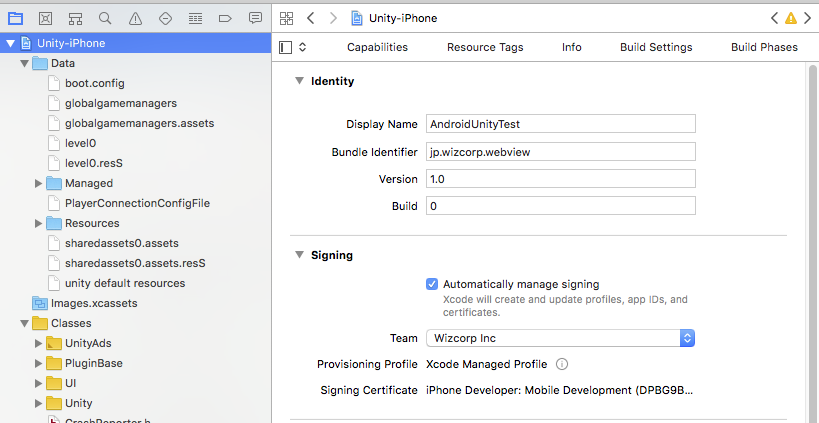 Unity-iPhone
Data
boot.config
globalgamemanagers
globalgamemanagers.assets
level0
level0.resS
Managed
PlayerConnectionConfigFile
Resources
sharedassets0.assets
sharedassets0.assets.resS
unity default resources
Images.xcassets
Classes
UnityAds
PluginBase
UI
Unity
CrashReporter.h
Unity-iPhone
Capabilities Resource Tags Info Build Settings Build Phases
Identity
Display Name AndroidUnityTest
Bundle Identifier jp.wizcorp.webview
Version 1.0
Build 0
Signing
Automatically manage signing
Xcode will create and update profiles, app IDs, and
certificates.
Team Wizcorp Inc
Provisioning Profile Xcode Managed Profile
Signing Certificate iPhone Developer: Mobile Development (DPBG9B...